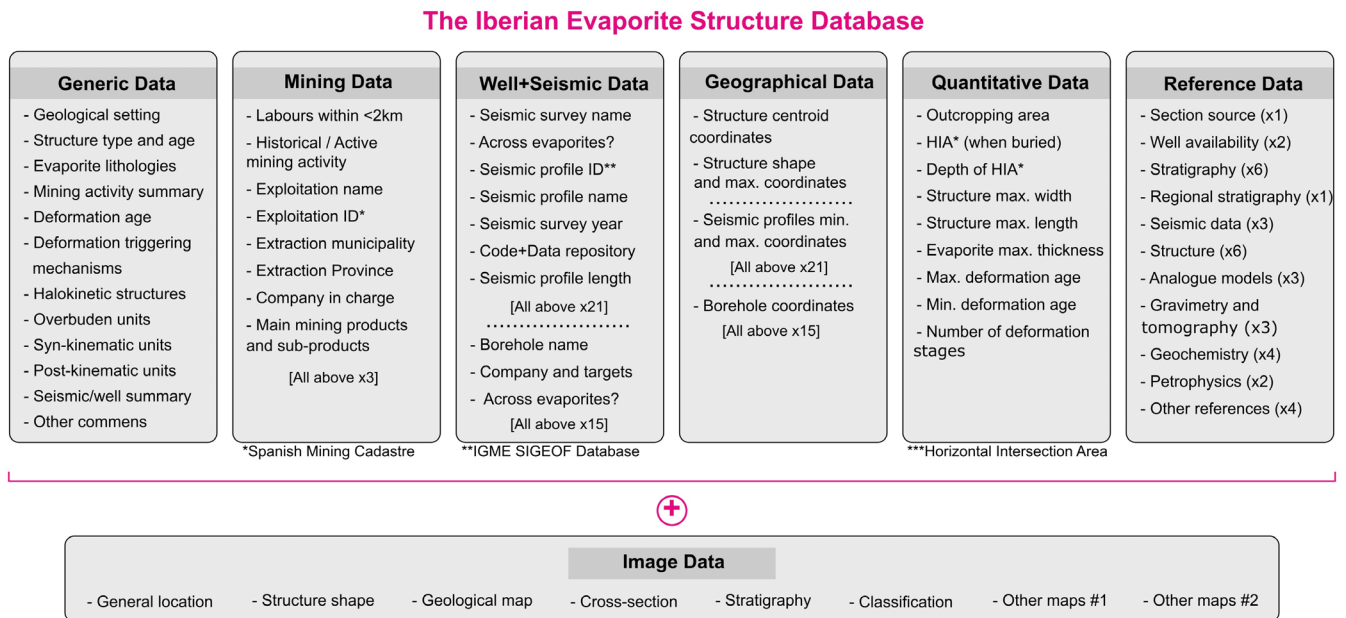 The Iberian Evaporite Structure Database
Generic Data
- Geological setting
- Structure type and age
- Evaporite lithologies
- Mining activity summary
- Deformation age
- Deformation triggering
mechanisms
- Halokinetic structures
- Overbuden units
- Syn-kinematic units
- Post-kinematic units
- Seismic/well summary
- Other commens
Mining Data
- Labours within <2km
- Historical / Active
mining activity
- Exploitation name
- Exploitation ID*
- Extraction municipality
- Extraction Province
- Company in charge
- Main mining products
and sub-products
[All above x3]
*Spanish Mining Cadastre
Well+Seismic Data
- Seismic survey name
- Across evaporites?
- Seismic profile ID**
- Seismic profile name
- Seismic survey year
- Code+Data repository
- Seismic profile length
[All above x21]
- Borehole name
- Company and targets
- Across evaporites?
[All above x15]
**IGME SIGEOF Database
Geographical Data
- Structure centroid
coordinates
- Structure shape
and max. coordinates
- Seismic profiles min.
and max. coordinates
[All above x21]
- Borehole coordinates
[All above x15]
Quantitative Data
- Outcropping area
- HIA* (when buried)
- Depth of HIA*
- Structure max. width
- Structure max. length
- Evaporite max. thickness
- Max. deformation age
- Min. deformation age
- Number of deformation
stages
***Horizontal Intersection Area
Reference Data
- Section source (x1)
- Well availability (x2)
- Stratigraphy (x6)
- Regional stratigraphy (x1)
- Seismic data (x3)
- Structure (x6)
- Analogue models (x3)
- Gravimetry and
tomography (x3)
- Geochemistry (x4)
- Petrophysics (x2)
- Other references (x4)
+
Image Data
- General location - Structure shape - Geological map - Cross-section - Stratigraphy - Classification - Other maps #1 - Other maps #2